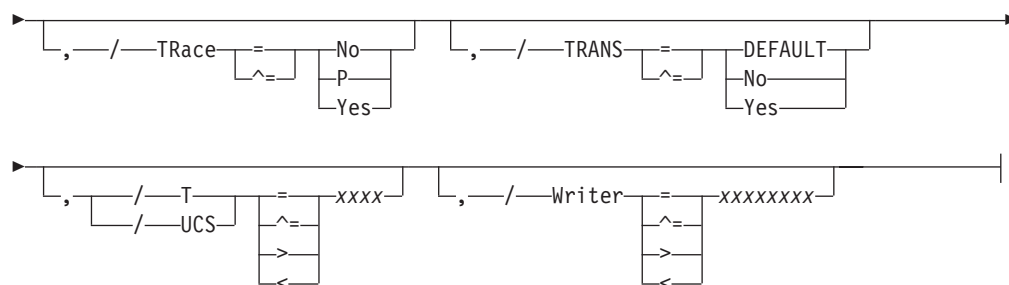 , / TRace = No , / TRANS = DEFAULT
^= P ^= No
Yes Yes
, / T = xxxx , / Writer = xxxxxxxx
/ UCS ^= ^=
> >
< <